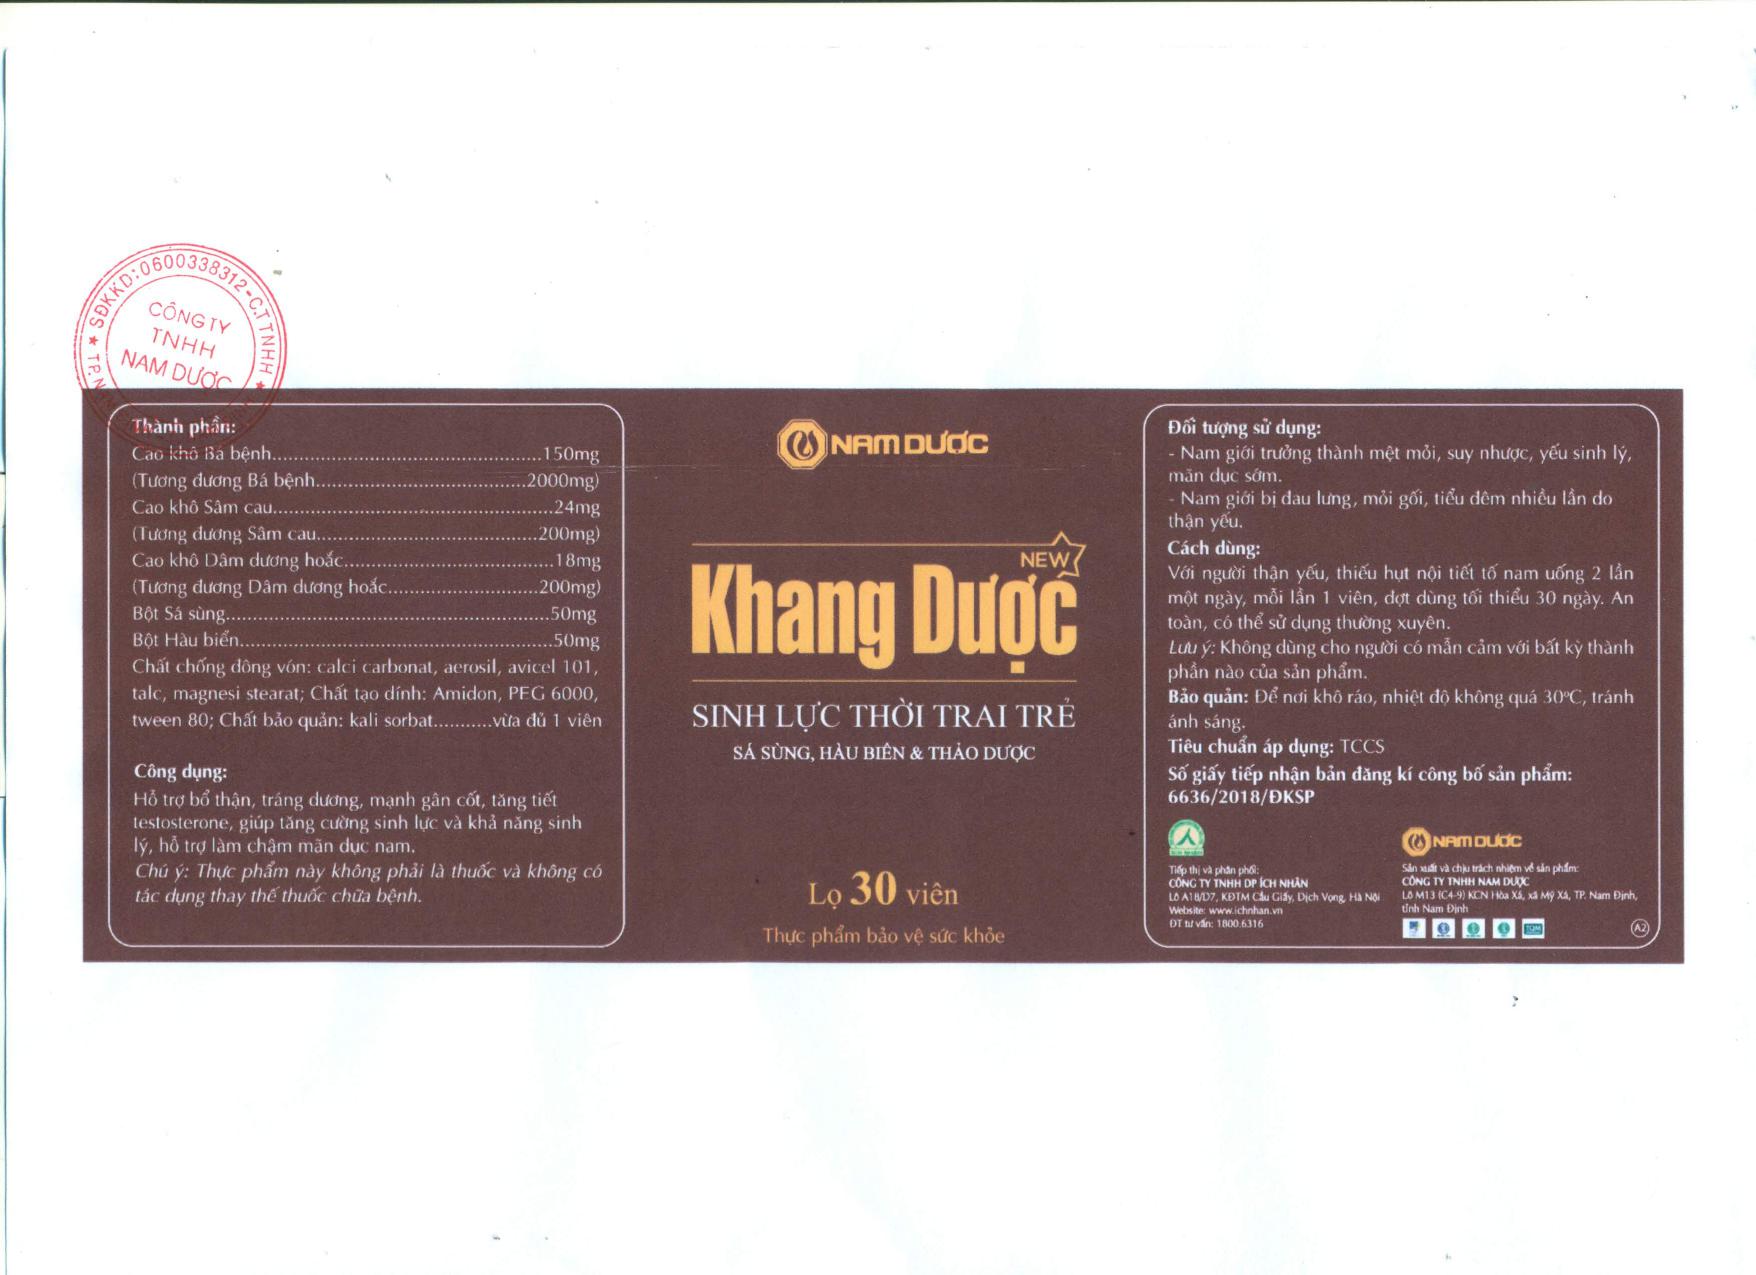 SĐKKD:0600338312-C.T.TNHH
CÔNG TY
TNHH
NAM DƯỢC
Thành phần:
Cao khô Bá bệnh..................................................150mg
(Tương đương Bá bệnh.......................................2000mg)
Cao khô Sâm cau....................................................24mg
(Tương đương Sâm cau.........................................200mg)
Cao khô Dâm dương hoắc.......................................18mg
(Tương đương Dâm dương hoắc............................200mg)
Bột Sá sùng............................................................50mg
Bột Hàu biển..........................................................50mg
Chất chống đông vón: calci carbonat, aerosil, avicel 101,
talc, magnesi stearat; Chất tạo dính: Amidon, PEG 6000,
tween 80; Chất bảo quản: kali sorbat...........vừa đủ 1 viên
Công dụng:
Hỗ trợ bổ thận, tráng dương, mạnh gân cốt, tăng tiết
testosterone, giúp tăng cường sinh lực và khả năng sinh
lý, hỗ trợ làm chậm mãn dục nam.
Chú ý: Thực phẩm này không phải là thuốc và không có
tác dụng thay thế thuốc chữa bệnh.
NAM DƯỢC
NEW
Khang Dược
SINH LỰC THỜI TRAI TRẺ
SÁ SÙNG, HÀU BIỂN & THẢO DƯỢC
Lọ 30 viên
Thực phẩm bảo vệ sức khỏe
Đối tượng sử dụng:
- Nam giới trưởng thành mệt mỏi, suy nhược, yếu sinh lý,
mãn dục sớm.
- Nam giới bị đau lưng, mỏi gối, tiểu đêm nhiều lần do
thận yếu.
Cách dùng:
Với người thận yếu, thiếu hụt nội tiết tố nam uống 2 lần
một ngày, mỗi lần 1 viên, đợt dùng tối thiểu 30 ngày. An
toàn, có thể sử dụng thường xuyên.
Lưu ý: Không dùng cho người có mẫn cảm với bất kỳ thành
phần nào của sản phẩm.
Bảo quản: Để nơi khô ráo, nhiệt độ không quá 30ºC, tránh
ánh sáng.
Tiêu chuẩn áp dụng: TCCS
Số giấy tiếp nhận bản đăng kí công bố sản phẩm:
6636/2018/ĐKSP
Tiếp thị và phân phối:
CÔNG TY TNHH DP ÍCH NHÂN
Lô A18/D7, KĐTM Cầu Giấy, Dịch Vọng, Hà Nội
Website: www.ichnhan.vn
ĐT tư vấn: 1800.6316
NAM DƯỢC
Sản xuất và chịu trách nhiệm về sản phẩm:
CÔNG TY TNHH NAM DƯỢC
Lô M13 (C4-9) KCN Hòa Xá, xã Mỹ Xá, TP. Nam Định,
tỉnh Nam Định
TQM
A2